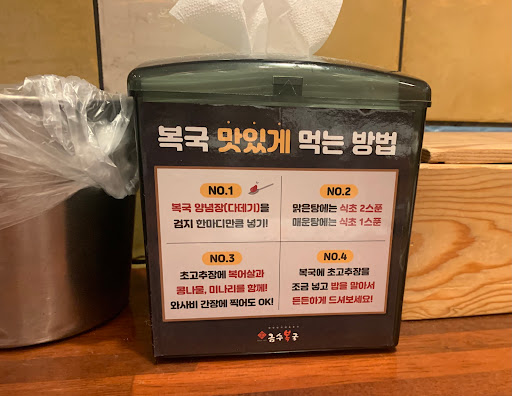 복국 맛있게 먹는 방법
NO.1
복국 양념장(다데기)을
검지 한마디만큼 넣기!
NO.2
맑은탕에는 식초 2스푼
매운탕에는 식초 1스푼
NO.3
초고추장에 복어살과
콩나물, 미나리를 함께!
와사비 간장에 찍어도 OK!
NO.4
복국에 초고추장을
조금 넣고 밥을 말아서
든든하게 드셔보세요!
금수복국